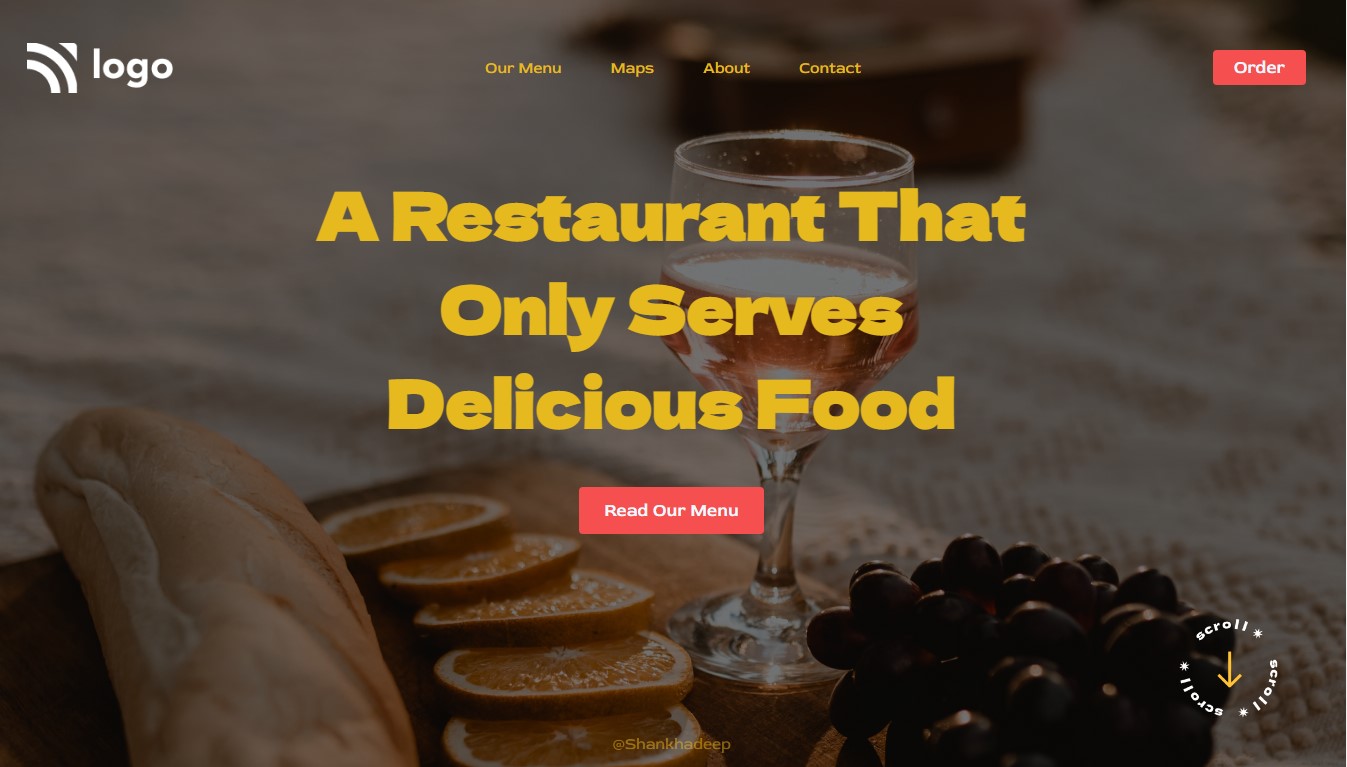 logo
Our Menu Maps About Contact
Order
A Restaurant That
Only Serves
Delicious Food
Read Our Menu
scroll ✷ scroll ✷ scroll ✷
@Shankhadeep